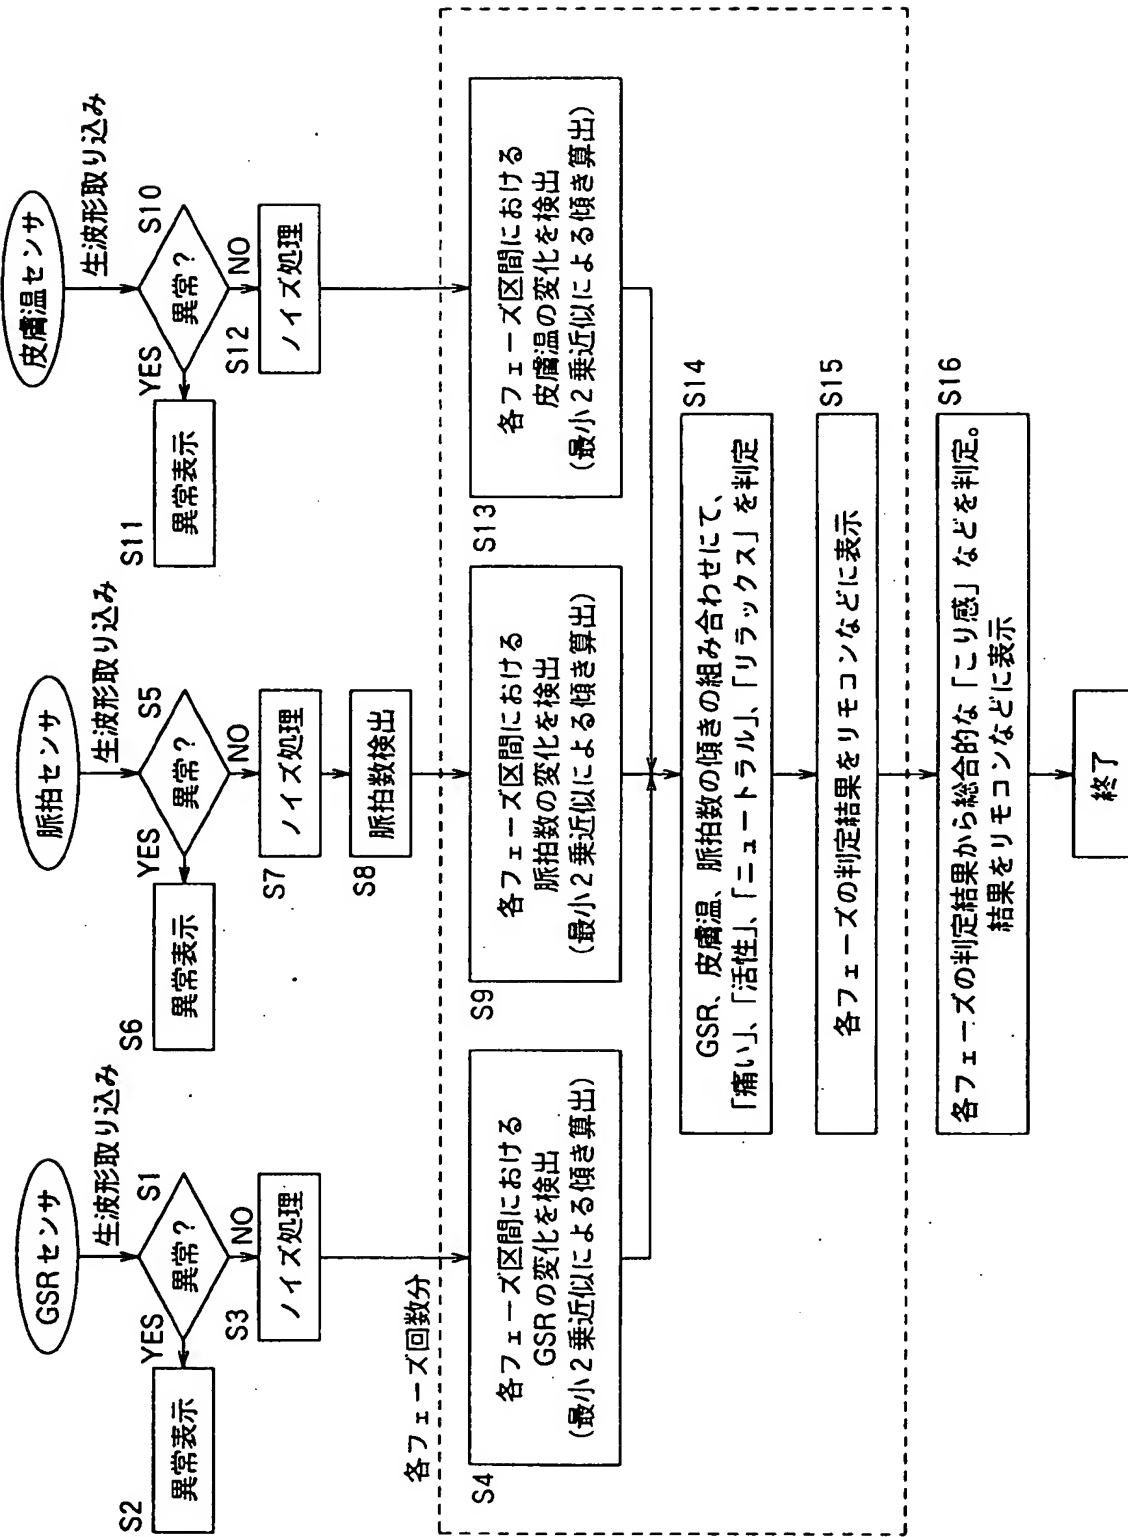 GSRセンサ
生波形取り込み
S1
異常?
YES
NO
S2
異常表示
S3
ノイズ処理
各フェーズ回数分
S4
各フェーズ区間における
GSRの変化を検出
(最小2乗近似による傾き算出)
脈拍センサ
生波形取り込み
S5
異常?
YES
NO
S6
異常表示
S7
ノイズ処理
S8
脈拍数検出
S9
各フェーズ区間における
脈拍数の変化を検出
(最小2乗近似による傾き算出)
皮膚温センサ
生波形取り込み
S10
異常?
YES
NO
S11
異常表示
S12
ノイズ処理
S13
各フェーズ区間における
皮膚温の変化を検出
(最小2乗近似による傾き算出)
S14
GSR、皮膚温、脈拍数の傾きの組み合わせにて、
「痛い」、「活性」、「ニュートラル」、「リラックス」を判定
S15
各フェーズの判定結果をリモコンなどに表示
S16
各フェーズの判定結果から総合的な「こり感」などを判定。
結果をリモコンなどに表示
終了